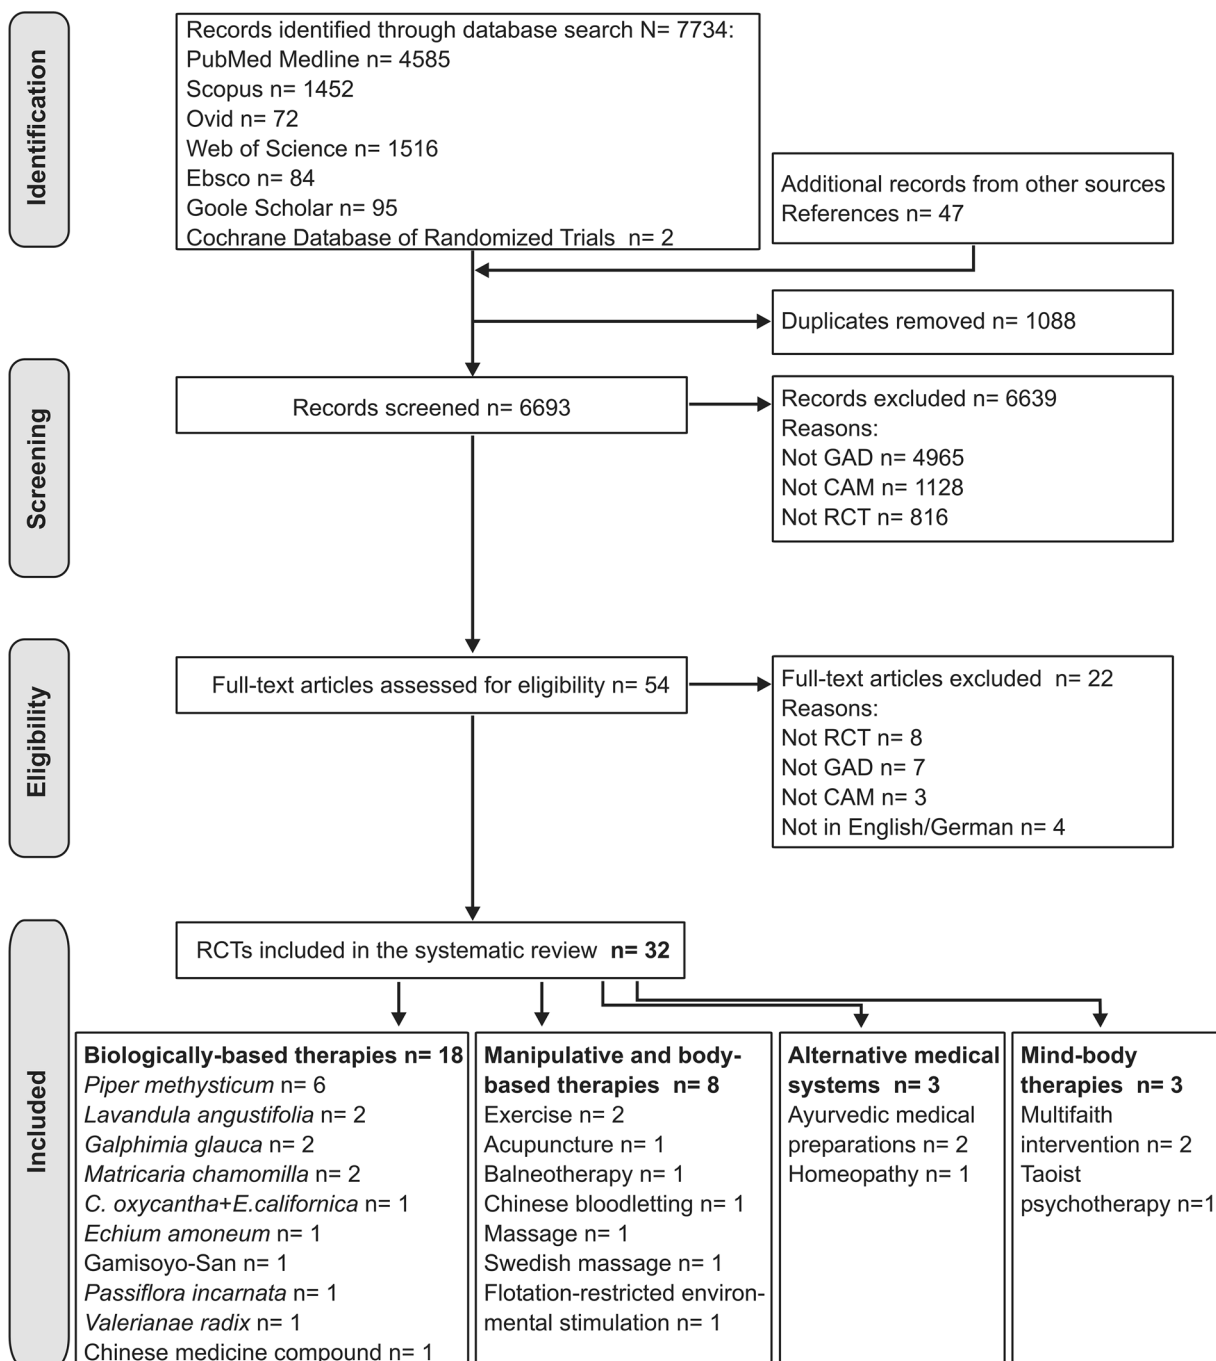 Identification
Records identified through database search N= 7734:
PubMed Medline n= 4585
Scopus n= 1452
Ovid n= 72
Web of Science n= 1516
Ebsco n= 84
Goole Scholar n= 95
Cochrane Database of Randomized Trials n= 2
Additional records from other sources
References n= 47
Duplicates removed n= 1088
Screening
Records screened n= 6693
Records excluded n= 6639
Reasons:
Not GAD n= 4965
Not CAM n= 1128
Not RCT n= 816
Eligibility
Full-text articles assessed for eligibility n= 54
Full-text articles excluded n= 22
Reasons:
Not RCT n= 8
Not GAD n= 7
Not CAM n= 3
Not in English/German n= 4
Included
RCTs included in the systematic review n= 32
Biologically-based therapies n= 18
Piper methysticum n= 6
Lavandula angustifolia n= 2
Galphimia glauca n= 2
Matricaria chamomilla n= 2
C. oxycantha+E.californica n= 1
Echium amoneum n= 1
Gamisoyo-San n= 1
Passiflora incarnata n= 1
Valerianae radix n= 1
Chinese medicine compound n= 1
Manipulative and body-
based therapies n= 8
Exercise n= 2
Acupuncture n= 1
Balneotherapy n= 1
Chinese bloodletting n= 1
Massage n= 1
Swedish massage n= 1
Flotation-restricted environ-
mental stimulation n= 1
Alternative medical
systems n= 3
Ayurvedic medical
preparations n= 2
Homeopathy n= 1
Mind-body
therapies n= 3
Multifaith
intervention n= 2
Taoist
psychotherapy n=1